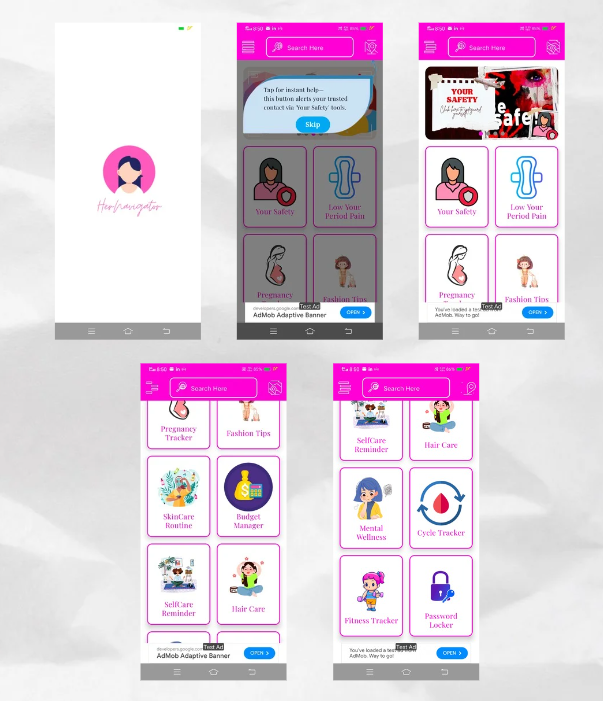 HerNavigator
8:50
Search Here
Tap for instant help—
this button alerts your trusted
contact via 'Your Safety' tools.
Skip
Your Safety
Low Your
Period Pain
Pregnancy
Fashion Tips
Test Ad
developers.google.com
AdMob Adaptive Banner
OPEN >
8:50
Search Here
YOUR
SAFETY
safe
Your Safety
Low Your
Period Pain
Pregnancy
Fashion Tips
Test Ad
You've loaded a test
AdMob. Way to go!
OPEN >
8:50
Search Here
Pregnancy
Tracker
Fashion Tips
SkinCare
Routine
Budget
Manager
SelfCare
Reminder
Hair Care
Test Ad
developers.google.com
AdMob Adaptive Banner
OPEN >
8:50
Search Here
SelfCare
Reminder
Hair Care
Mental
Wellness
Cycle Tracker
Fitness Tracker
Password
Locker
Test Ad
You've loaded a
AdMob. Way to go!
OPEN >